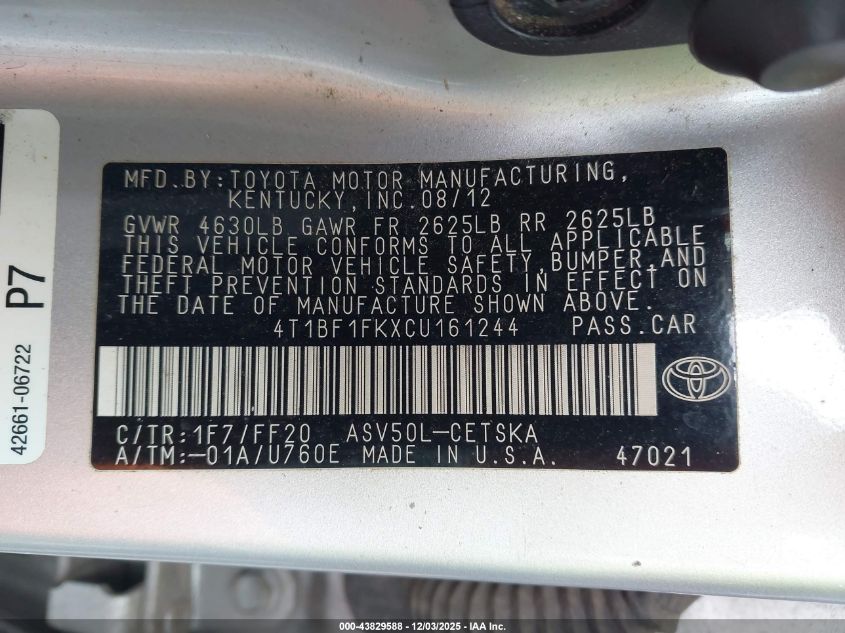 MFD. BY: TOYOTA MOTOR MANUFACTURING,
KENTUCKY, INC. 08/12
GVWR 4630LB GAWR FR 2625LB RR 2625LB
THIS VEHICLE CONFORMS TO ALL APPLICABLE
FEDERAL MOTOR VEHICLE SAFETY, BUMPER, AND
THEFT PREVENTION STANDARDS IN EFFECT ON
THE DATE OF MANUFACTURE SHOWN ABOVE.
4T1BF1FKXCU161244 PASS. CAR
C/TR: 1F7/FF20 ASV50L-CETSKA
A/TM: -01A/U760E MADE IN U.S.A. 47021
P7
42661-06722
000-43829588 - 12/03/2025 - IAA Inc.